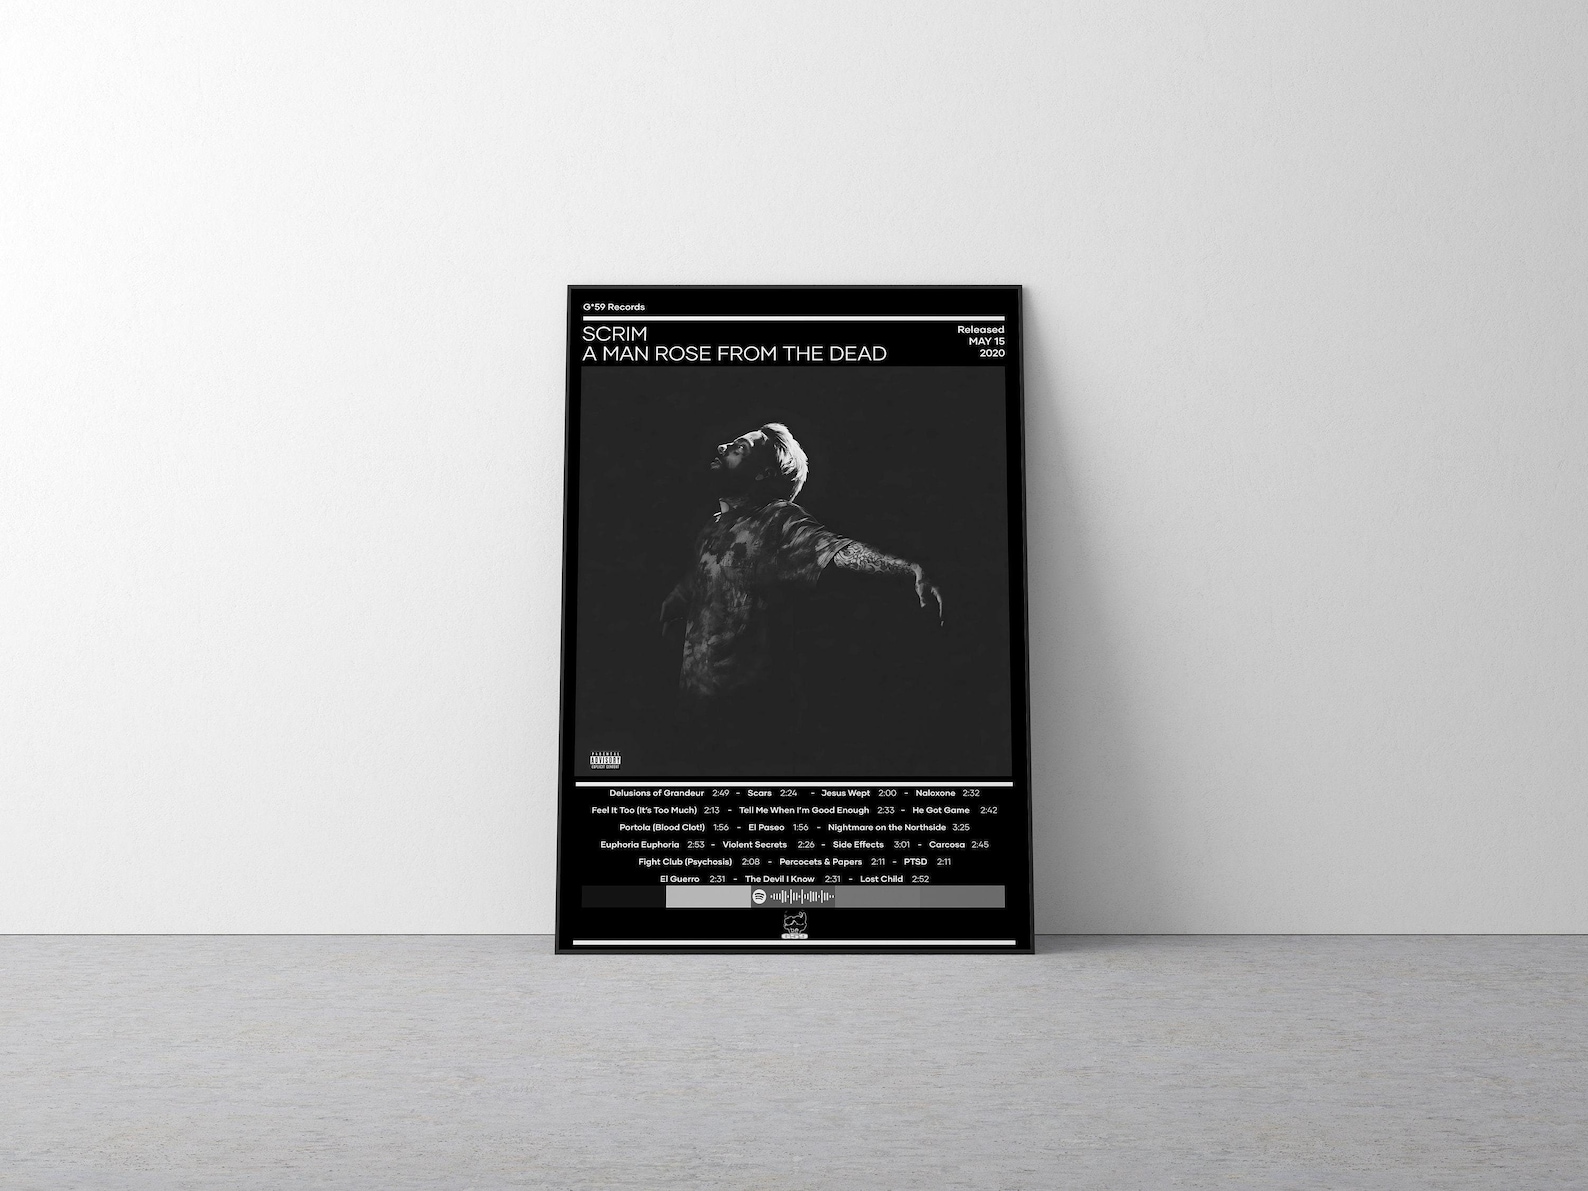 G*59 Records
SCRIM
A MAN ROSE FROM THE DEAD
Released
MAY 15
2020
PARENTAL
ADVISORY
EXPLICIT CONTENT
Delusions of Grandeur 2:49 - Scars 2:24 - Jesus Wept 2:00 - Naloxone 2:32
Feel It Too (It's Too Much) 2:13 - Tell Me When I'm Good Enough 2:33 - He Got Game 2:42
Portola (Blood Clot!) 1:56 - El Paseo 1:56 - Nightmare on the Northside 3:25
Euphoria Euphoria 2:53 - Violent Secrets 2:26 - Side Effects 3:01 - Carcosa 2:45
Fight Club (Psychosis) 2:08 - Percocets & Papers 2:11 - PTSD 2:11
El Guerro 2:31 - The Devil I Know 2:31 - Lost Child 2:52